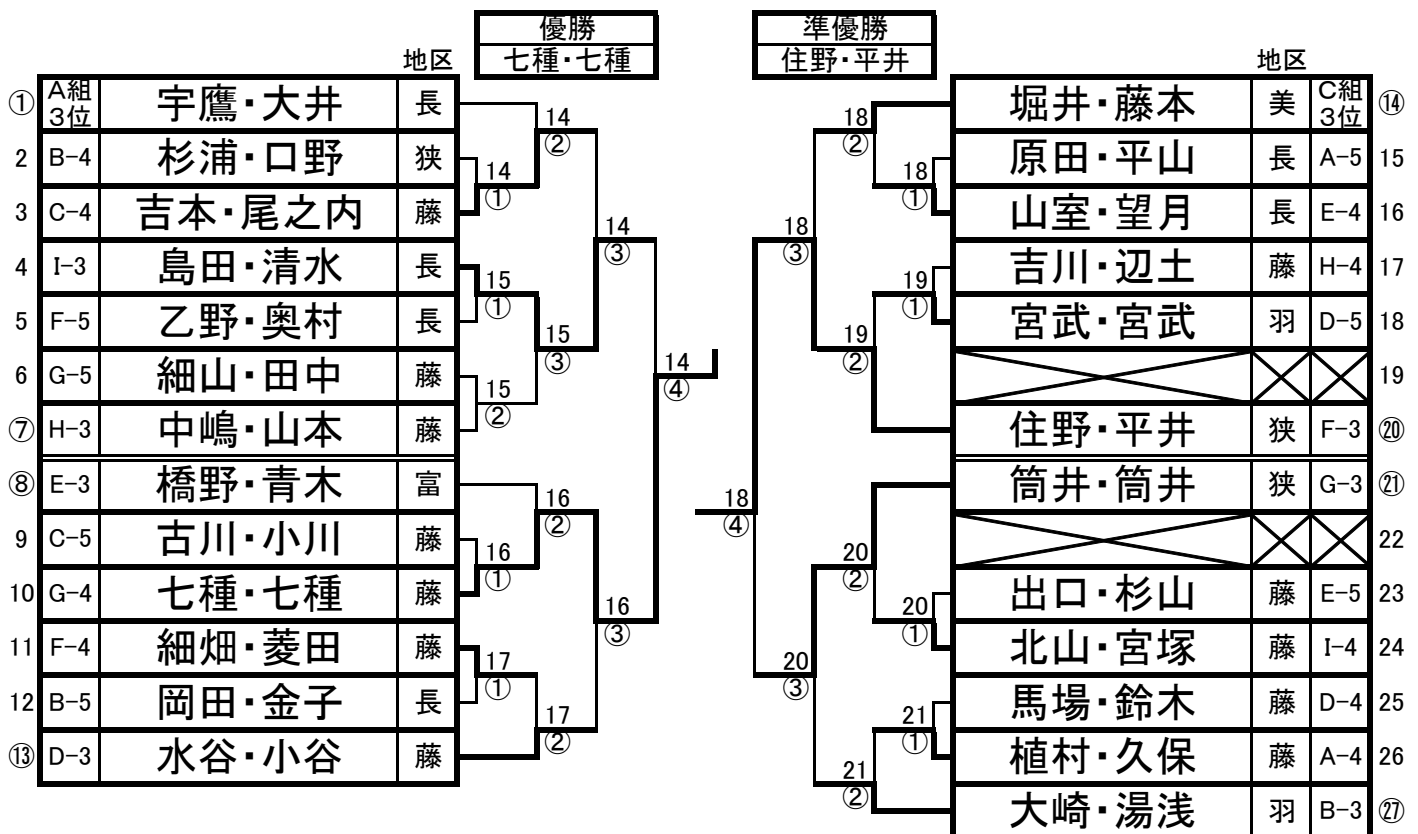 優勝
七種・七種
準優勝
住野・平井
地区
① A組3位 宇鷹・大井 長
2 B-4 杉浦・口野 狭
3 C-4 吉本・尾之内 藤
4 I-3 島田・清水 長
5 F-5 乙野・奥村 長
6 G-5 細山・田中 藤
⑦ H-3 中嶋・山本 藤
⑧ E-3 橋野・青木 富
9 C-5 古川・小川 藤
10 G-4 七種・七種 藤
11 F-4 細畑・菱田 藤
12 B-5 岡田・金子 長
⑬ D-3 水谷・小谷 藤
14 ②
14 ①
14 ③
15 ①
15 ③
15 ②
14 ④
16 ②
16 ①
16 ③
17 ①
17 ②
18 ②
18 ①
18 ③
19 ①
19 ②
18 ④
20 ②
20 ①
20 ③
21 ①
21 ②
地区
堀井・藤本 美 C組3位 ⑭
原田・平山 長 A-5 15
山室・望月 長 E-4 16
吉川・辺土 藤 H-4 17
宮武・宮武 羽 D-5 18
19
住野・平井 狭 F-3 ⑳
筒井・筒井 狭 G-3 ㉑
22
出口・杉山 藤 E-5 23
北山・宮塚 藤 I-4 24
馬場・鈴木 藤 D-4 25
植村・久保 藤 A-4 26
大崎・湯浅 羽 B-3 ㉗